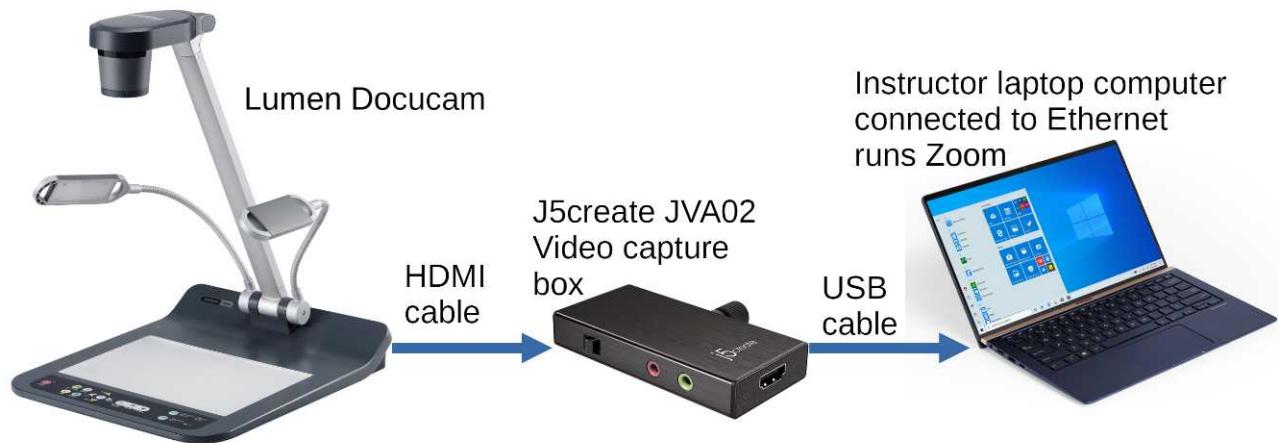 Lumen Docucam
Instructor laptop computer
connected to Ethernet
runs Zoom
J5create JVA02
Video capture
box
HDMI
cable
USB
cable
j5create